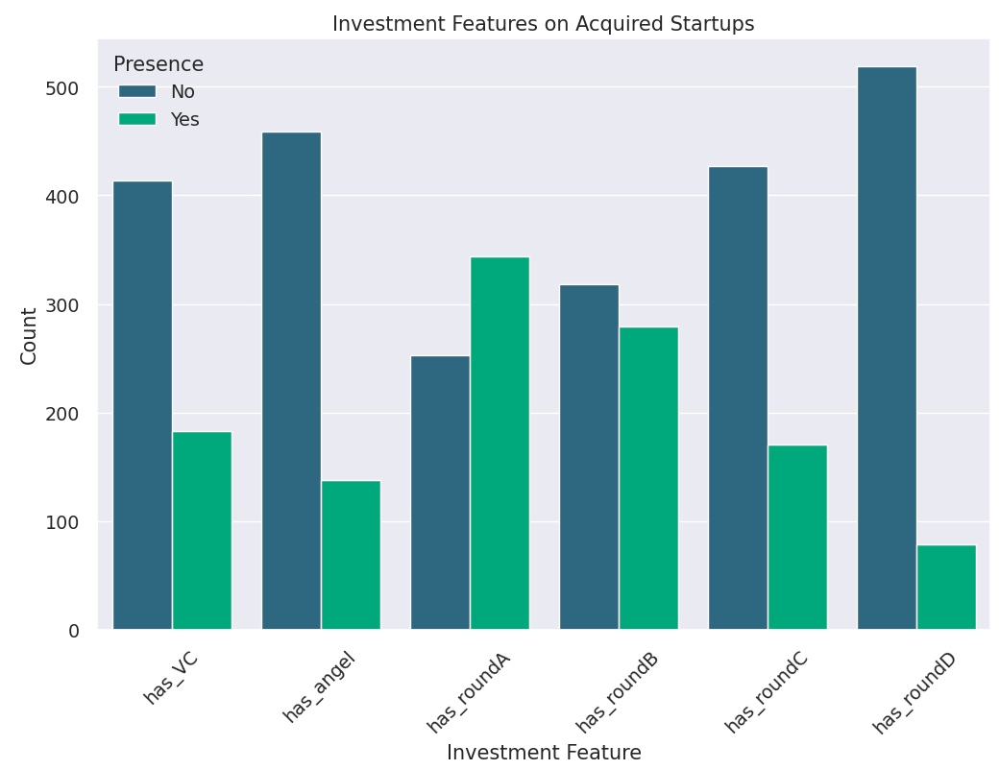 Investment Features on Acquired Startups
Presence
No
Yes
500
400
300
200
100
0
Count
has_VC
has_angel
has_roundA
has_roundB
has_roundC
has_roundD
Investment Feature